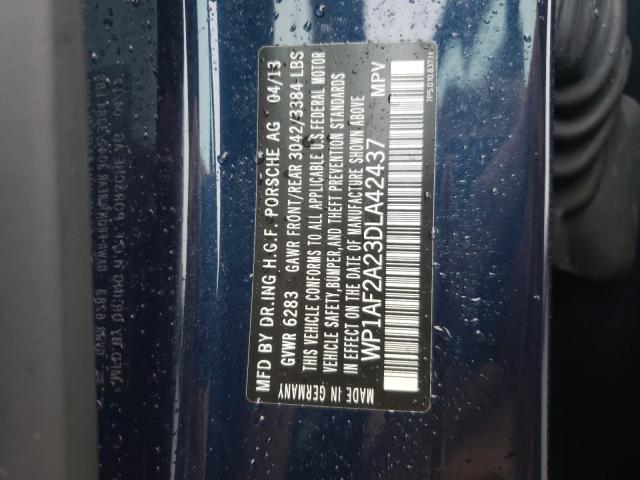 MFD BY DR.ING H.C.F. PORSCHE AG 04/13
GVWR 6283 GAWR FRONT/REAR 3042/3384 LBS
THIS VEHICLE CONFORMS TO ALL APPLICABLE U.S.FEDERAL MOTOR
VEHICLE SAFETY,BUMPER,AND THEFT PREVENTION STANDARDS
IN EFFECT ON THE DATE OF MANUFACTURE SHOWN ABOVE
WP1AF2A23DLA42437 MPV
MADE IN GERMANY